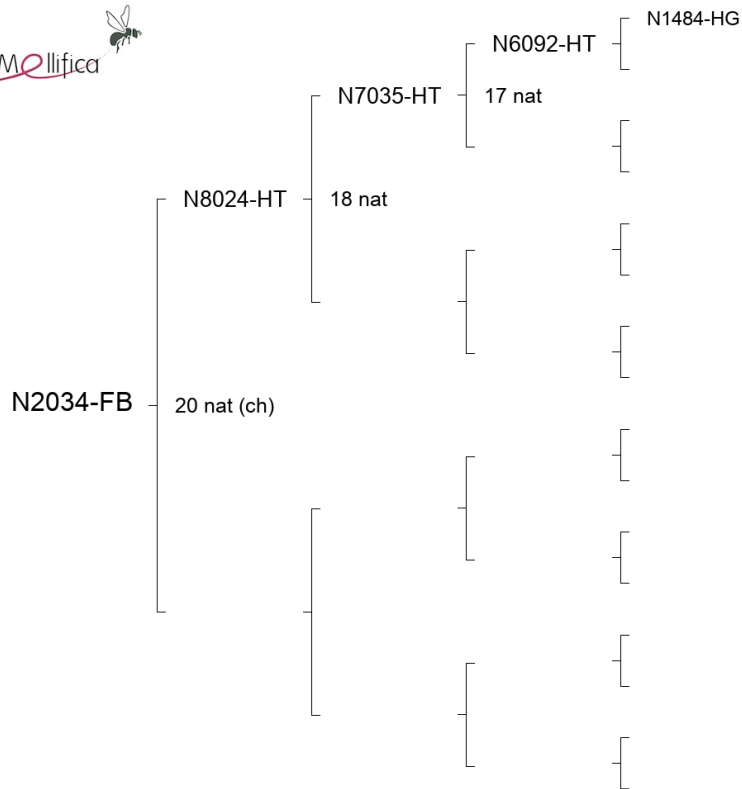 Mellifica
N1484-HG
N6092-HT
N7035-HT
17 nat
N8024-HT
18 nat
N2034-FB
20 nat (ch)